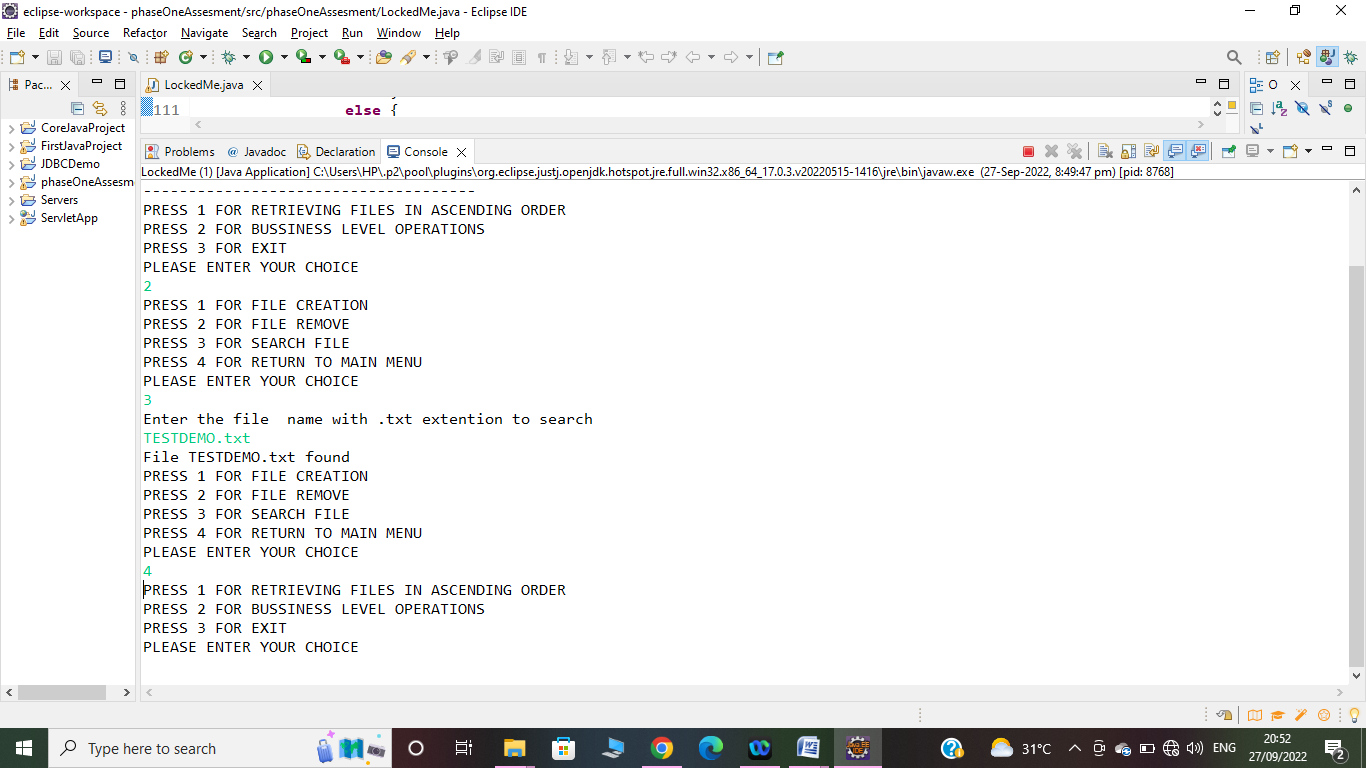 eclipse-workspace - phaseOneAssesment/src/phaseOneAssesment/LockedMe.java - Eclipse IDE
File Edit Source Refactor Navigate Search Project Run Window Help
Pac...
LockedMe.java
O
111 else {
CoreJavaProject
FirstJavaProject
JDBCDemo
phaseOneAssesm
Servers
ServletApp
Problems @ Javadoc Declaration Console
LockedMe (1) [Java Application] C:\Users\HP\.p2\pool\plugins\org.eclipse.justj.openjdk.hotspot.jre.full.win32.x86_64_17.0.3.v20220515-1416\jre\bin\javaw.exe (27-Sep-2022, 8:49:47 pm) [pid: 8768]
-------------------------------------
PRESS 1 FOR RETRIEVING FILES IN ASCENDING ORDER
PRESS 2 FOR BUSSINESS LEVEL OPERATIONS
PRESS 3 FOR EXIT
PLEASE ENTER YOUR CHOICE
2
PRESS 1 FOR FILE CREATION
PRESS 2 FOR FILE REMOVE
PRESS 3 FOR SEARCH FILE
PRESS 4 FOR RETURN TO MAIN MENU
PLEASE ENTER YOUR CHOICE
3
Enter the file  name with .txt extention to search
TESTDEMO.txt
File TESTDEMO.txt found
PRESS 1 FOR FILE CREATION
PRESS 2 FOR FILE REMOVE
PRESS 3 FOR SEARCH FILE
PRESS 4 FOR RETURN TO MAIN MENU
PLEASE ENTER YOUR CHOICE
4
PRESS 1 FOR RETRIEVING FILES IN ASCENDING ORDER
PRESS 2 FOR BUSSINESS LEVEL OPERATIONS
PRESS 3 FOR EXIT
PLEASE ENTER YOUR CHOICE
Type here to search
31°C
ENG
20:52
27/09/2022
2